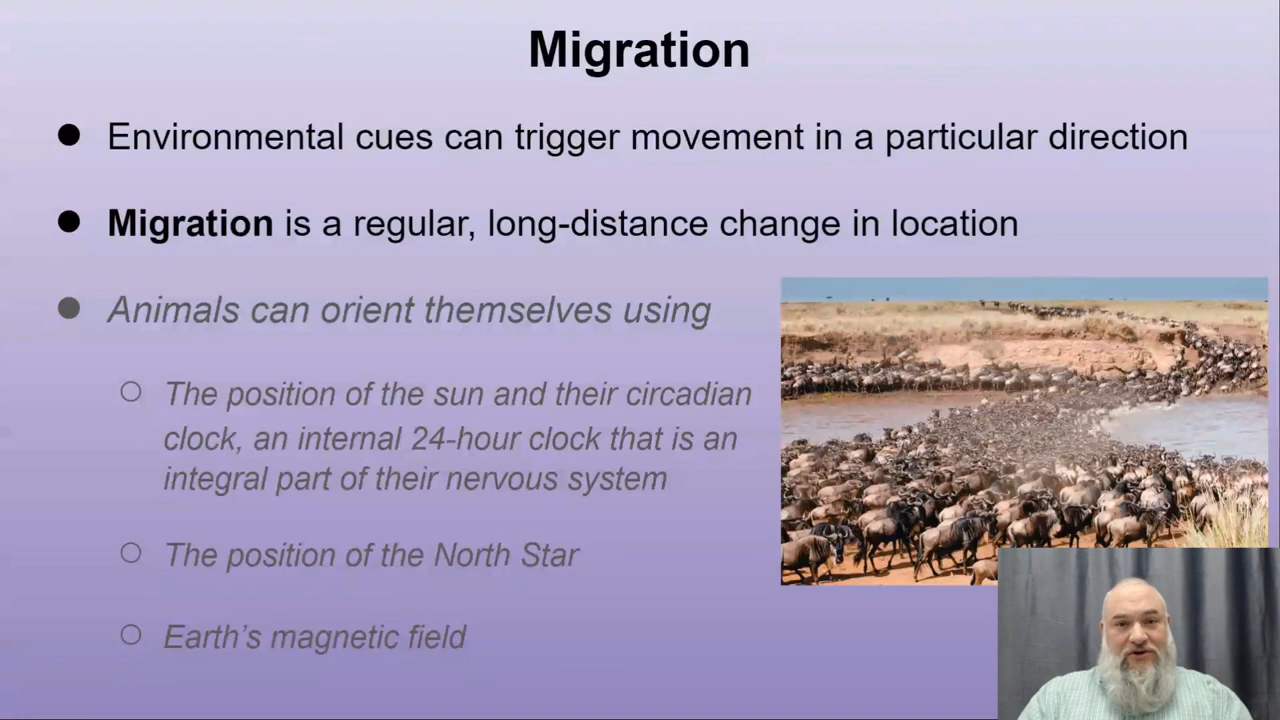 Migration
● Environmental cues can trigger movement in a particular direction
● Migration is a regular, long-distance change in location
● Animals can orient themselves using
○ The position of the sun and their circadian
clock, an internal 24-hour clock that is an
integral part of their nervous system
○ The position of the North Star
○ Earth's magnetic field